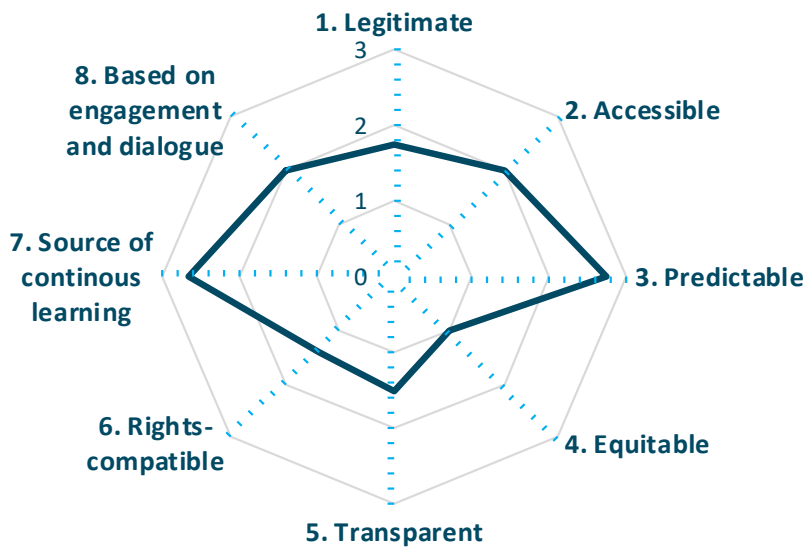 1. Legitimate
3
8. Based on
engagement
and dialogue
2. Accessible
2
1
7. Source of
continous
learning
0
3. Predictable
6. Rights-
compatible
4. Equitable
5. Transparent